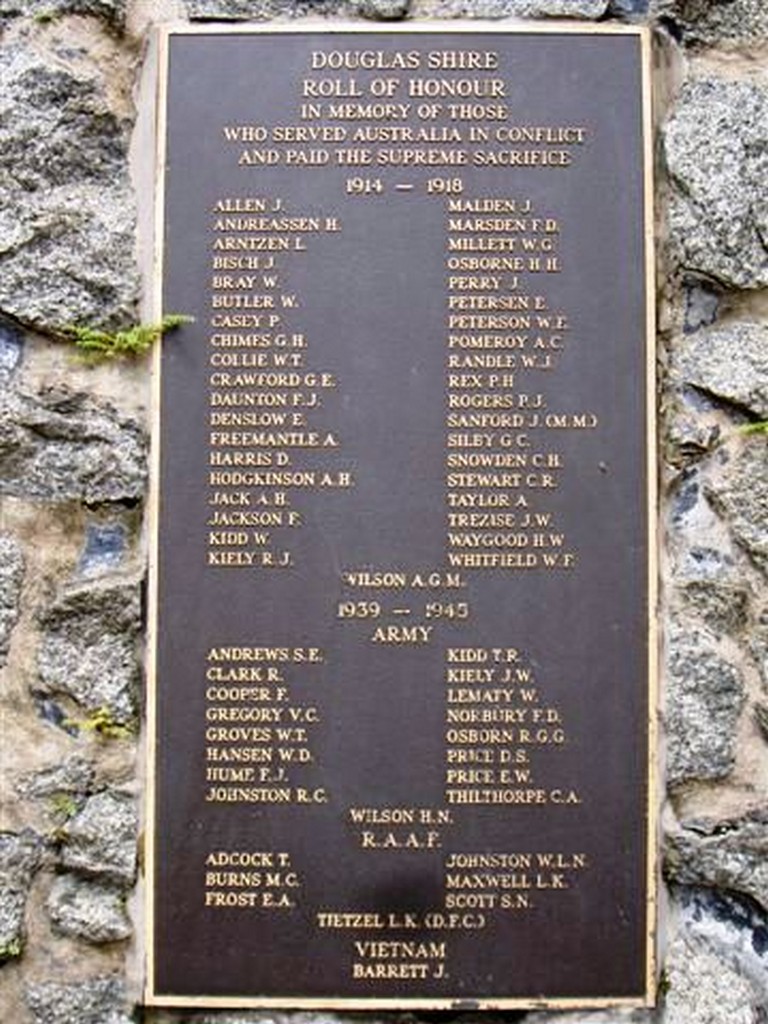 DOUGLAS SHIRE
ROLL OF HONOUR
IN MEMORY OF THOSE
WHO SERVED AUSTRALIA IN CONFLICT
AND PAID THE SUPREME SACRIFICE
1914 — 1918
ALLEN J. MALDEN J.
ANDREASSEN H. MARSDEN F.D.
ARNTZEN L. MILLETT W.G.
BISCH J. OSBORNE H.H.
BRAY W. PERRY J.
BUTLER W. PETERSEN E.
CASEY P. PETERSON W.E.
CHIMES G.H. POMEROY A.C.
COLLIE W.T. RANDLE W.J.
CRAWFORD G.E. REX P.H.
DAUNTON F.J. ROGERS P.J.
DENSLOW E. SANFORD J. (M.M.)
FREEMANTLE A. SILBY G.C.
HARRIS D. SNOWDEN C.H.
HODGKINSON A.H. STEWART C.R.
JACK A.H. TAYLOR A.
JACKSON F. TREZISE J.W.
KIDD W. WAYGOOD H.W.
KIELY R.J. WHITFIELD W.F.
WILSON A.G.M.
1939 — 1945
ARMY
ANDREWS S.E. KIDD T.R.
CLARK R. KIELY J.W.
COOPER F. LEMATY W.
GREGORY V.C. NORBURY F.D.
GROVES W.T. OSBORN R.G.G.
HANSEN W.D. PRICE D.S.
HUME F.J. PRICE E.W.
JOHNSTON R.C. THILTHORPE C.A.
WILSON H.N.
R.A.A.F.
ADCOCK T. JOHNSTON W.L.N.
BURNS M.C. MAXWELL L.K.
FROST E.A. SCOTT S.N.
TIETZEL L.K. (D.F.C.)
VIETNAM
BARRETT J.